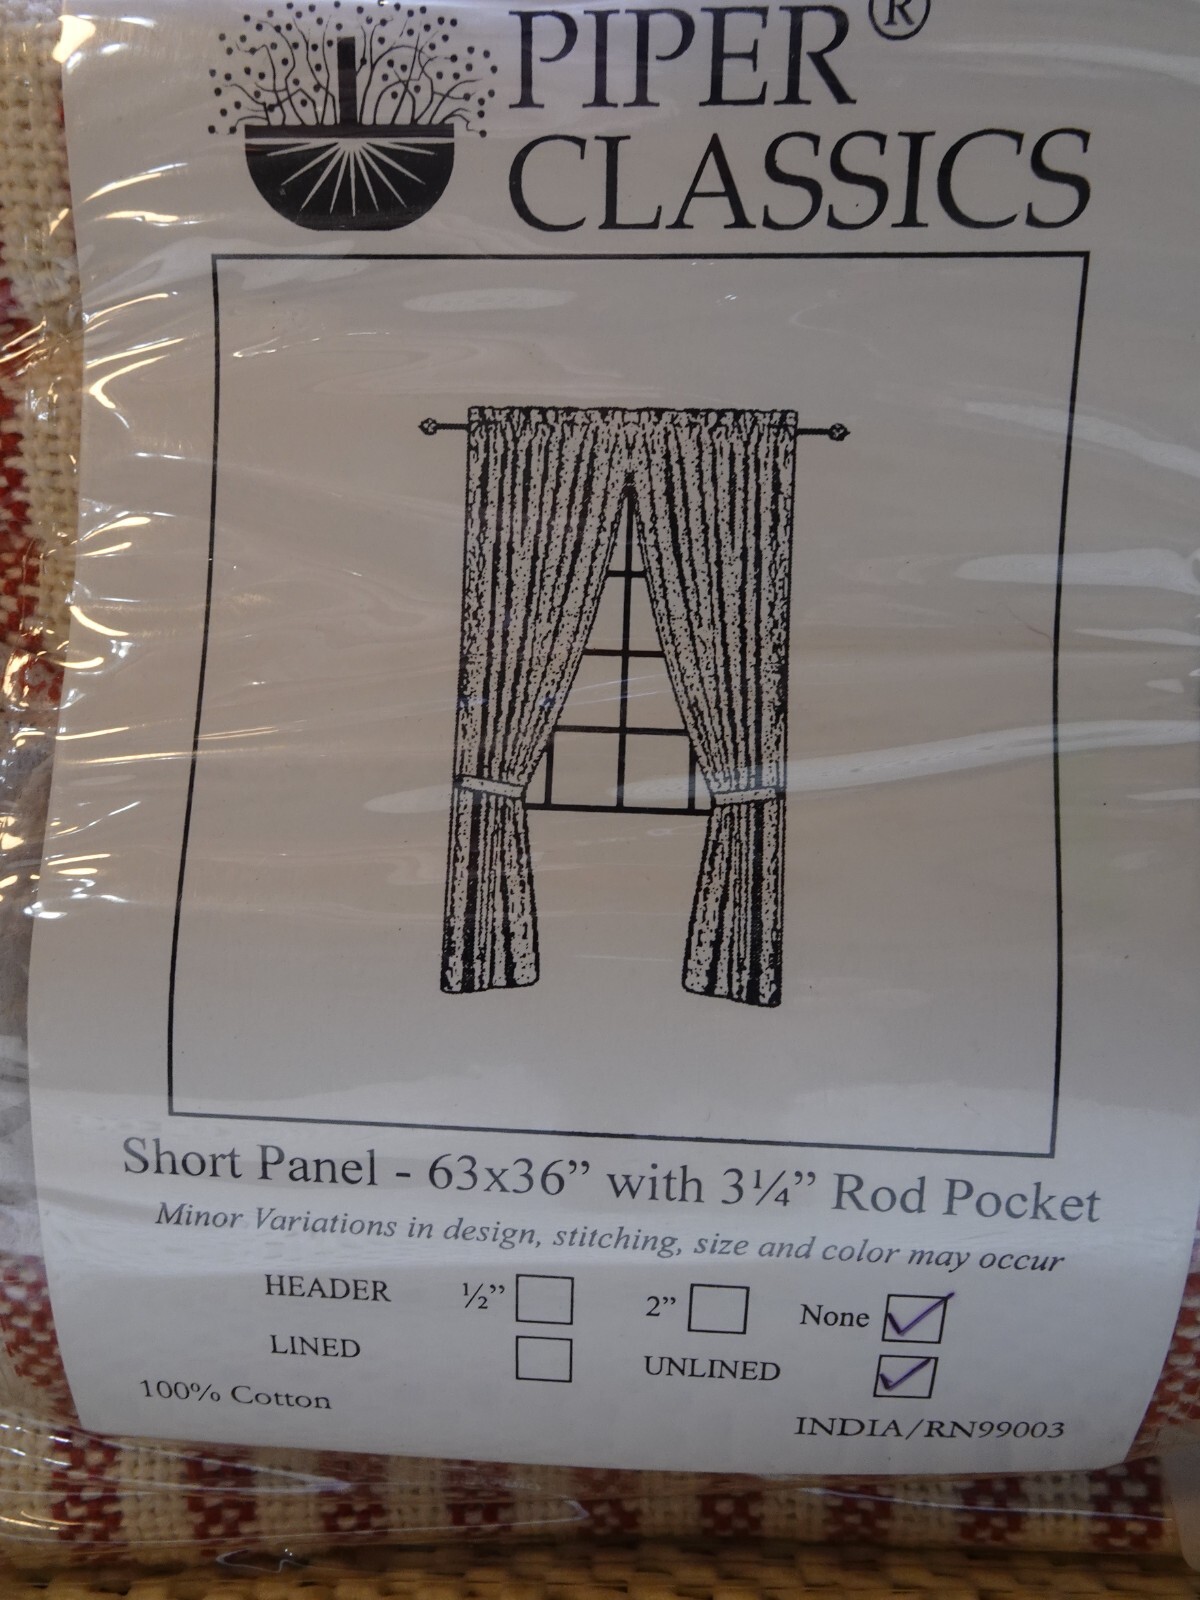 PIPER®
CLASSICS
Short Panel - 63x36” with 3¼” Rod Pocket
Minor Variations in design, stitching, size and color may occur
HEADER ½” 2” None
LINED UNLINED
100% Cotton
INDIA/RN99003